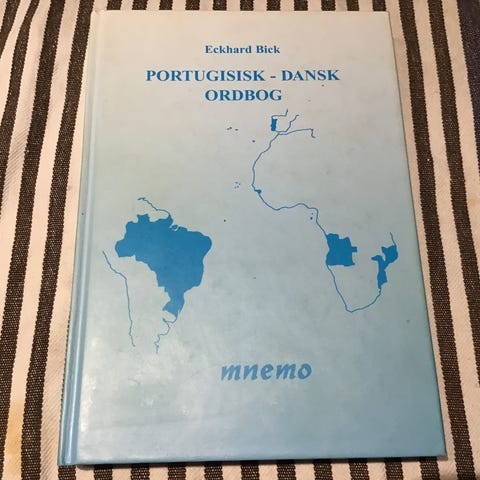 Eckhard Bick
PORTUGISISK - DANSK
ORDBOG
mnemo